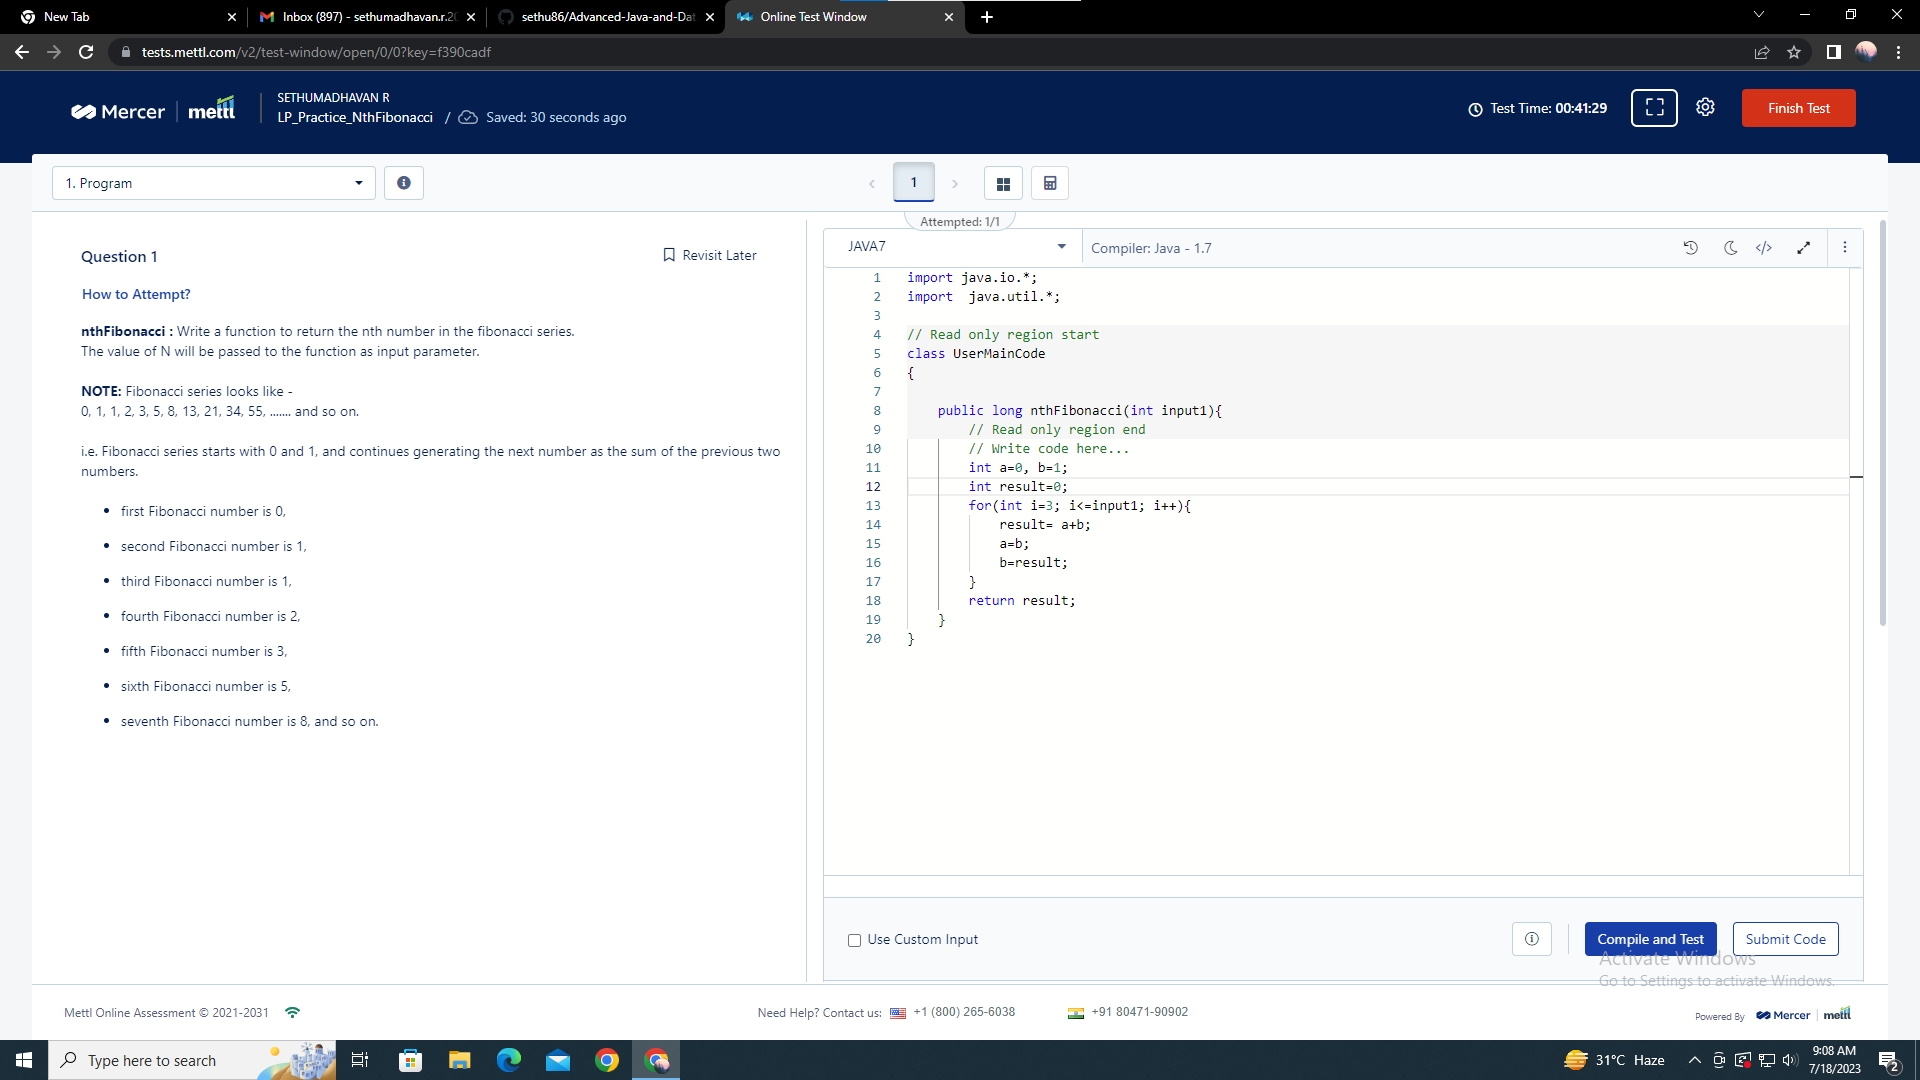 New Tab
Inbox (897) - sethumadhavan.r.20
sethu86/Advanced-Java-and-Dat
Online Test Window
tests.mettl.com/v2/test-window/open/0/0?key=f390cadf
Mercer | mettl
SETHUMADHAVAN R
LP_Practice_NthFibonacci / Saved: 30 seconds ago
Test Time: 00:41:29
Finish Test
1. Program
1
Attempted: 1/1
Question 1
Revisit Later
How to Attempt?
nthFibonacci : Write a function to return the nth number in the fibonacci series.
The value of N will be passed to the function as input parameter.
NOTE: Fibonacci series looks like -
0, 1, 1, 2, 3, 5, 8, 13, 21, 34, 55, ....... and so on.
i.e. Fibonacci series starts with 0 and 1, and continues generating the next number as the sum of the previous two
numbers.
• first Fibonacci number is 0,
• second Fibonacci number is 1,
• third Fibonacci number is 1,
• fourth Fibonacci number is 2,
• fifth Fibonacci number is 3,
• sixth Fibonacci number is 5,
• seventh Fibonacci number is 8, and so on.
JAVA7
Compiler: Java - 1.7
1 import java.io.*;
2 import  java.util.*;
3
4 // Read only region start
5 class UserMainCode
6 {
7
8     public long nthFibonacci(int input1){
9         // Read only region end
10         // Write code here...
11         int a=0, b=1;
12         int result=0;
13         for(int i=3; i<=input1; i++){
14             result= a+b;
15             a=b;
16             b=result;
17         }
18         return result;
19     }
20 }
Use Custom Input
Compile and Test
Submit Code
Activate Windows
Go to Settings to activate Windows.
Mettl Online Assessment © 2021-2031
Need Help? Contact us: +1 (800) 265-6038
+91 80471-90902
Powered By Mercer | mettl
Type here to search
31°C Haze
9:08 AM
7/18/2023
2